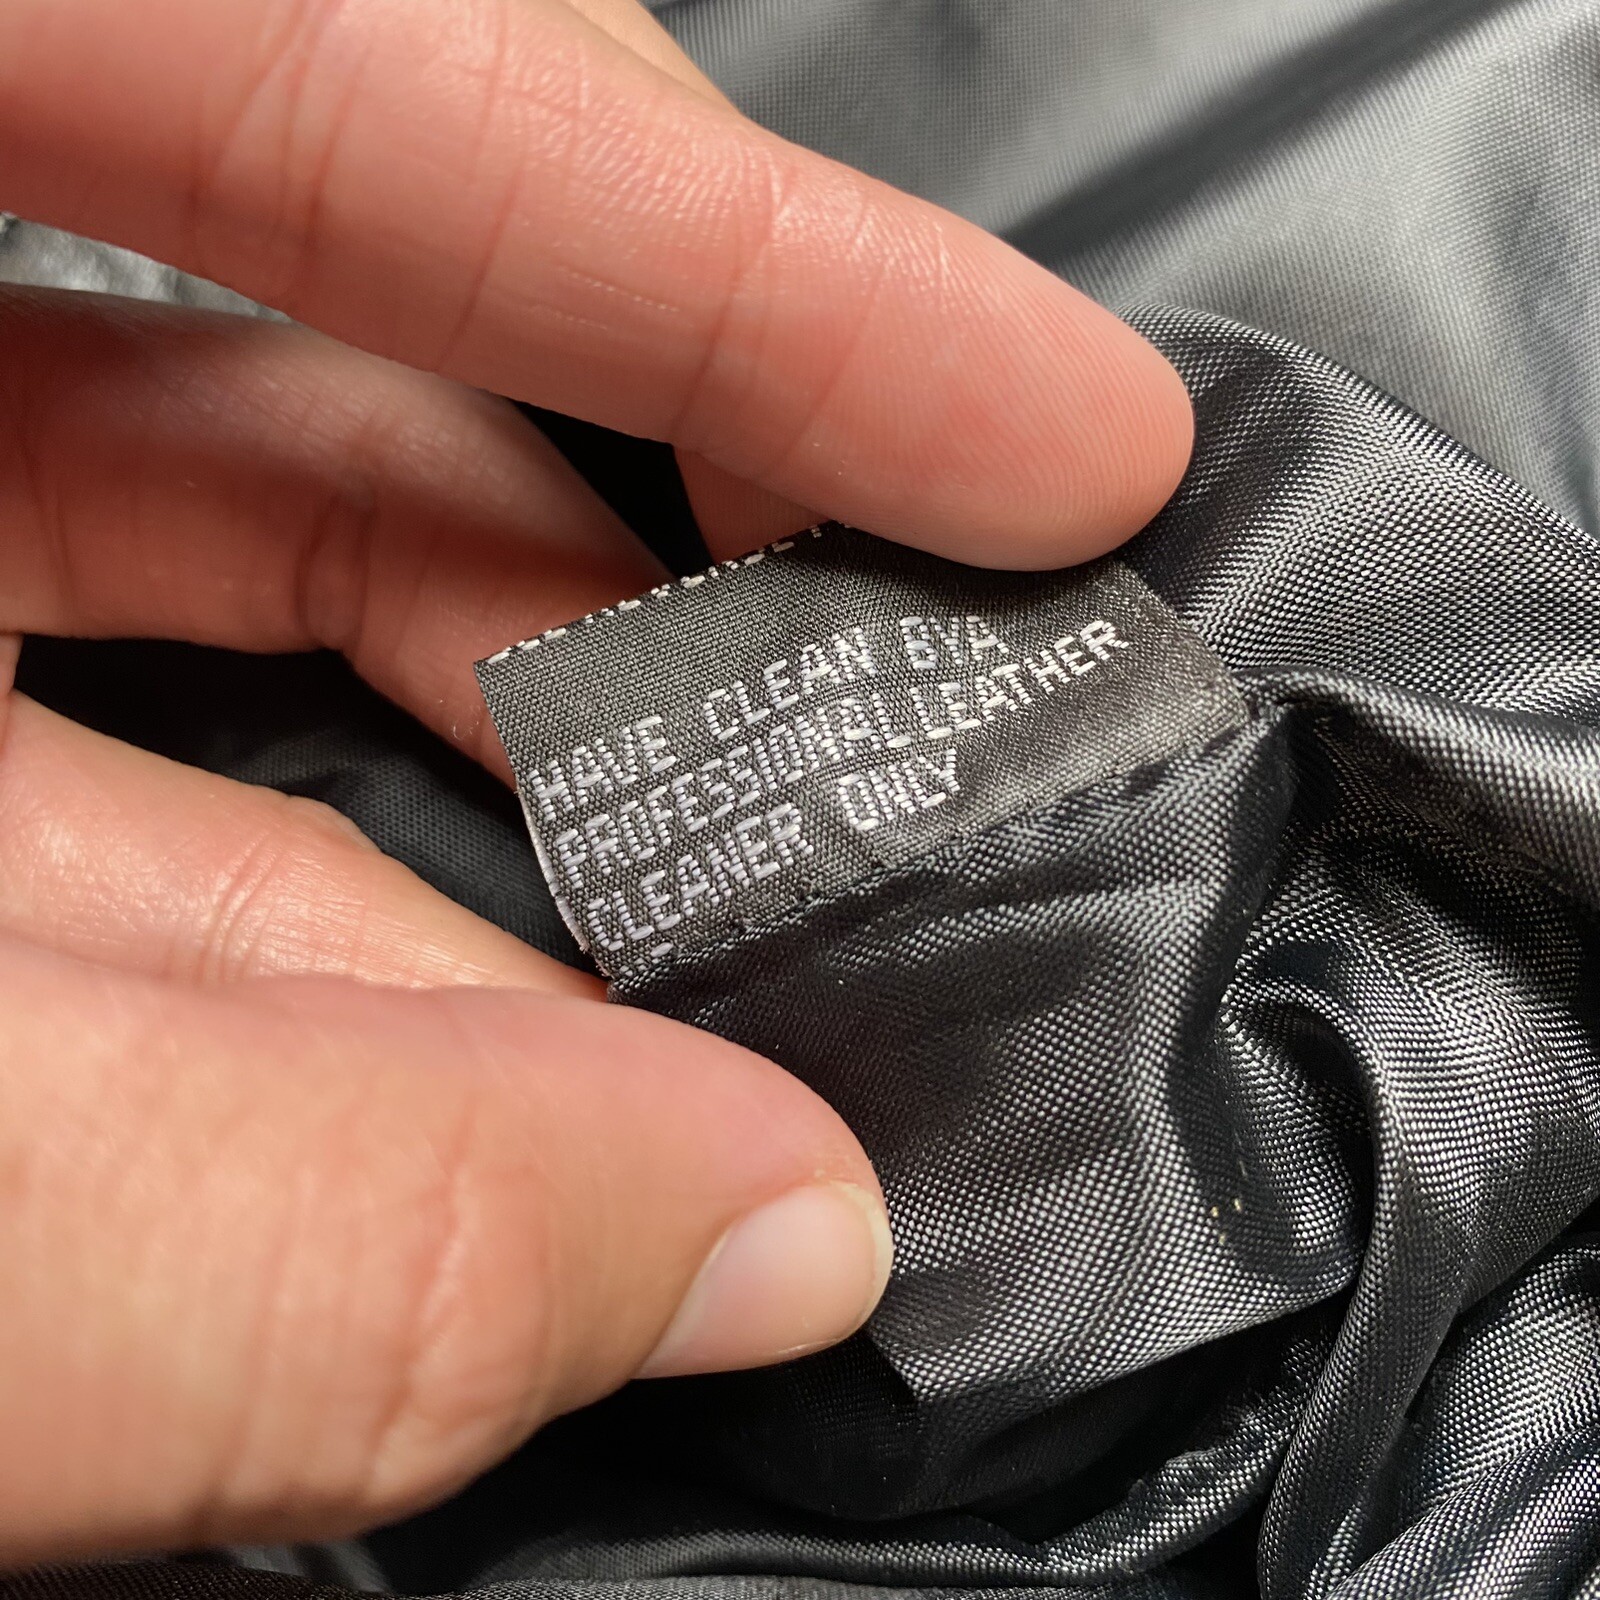 HAVE CLEAN BY A
PROFESSIONAL LEATHER
CLEANER ONLY